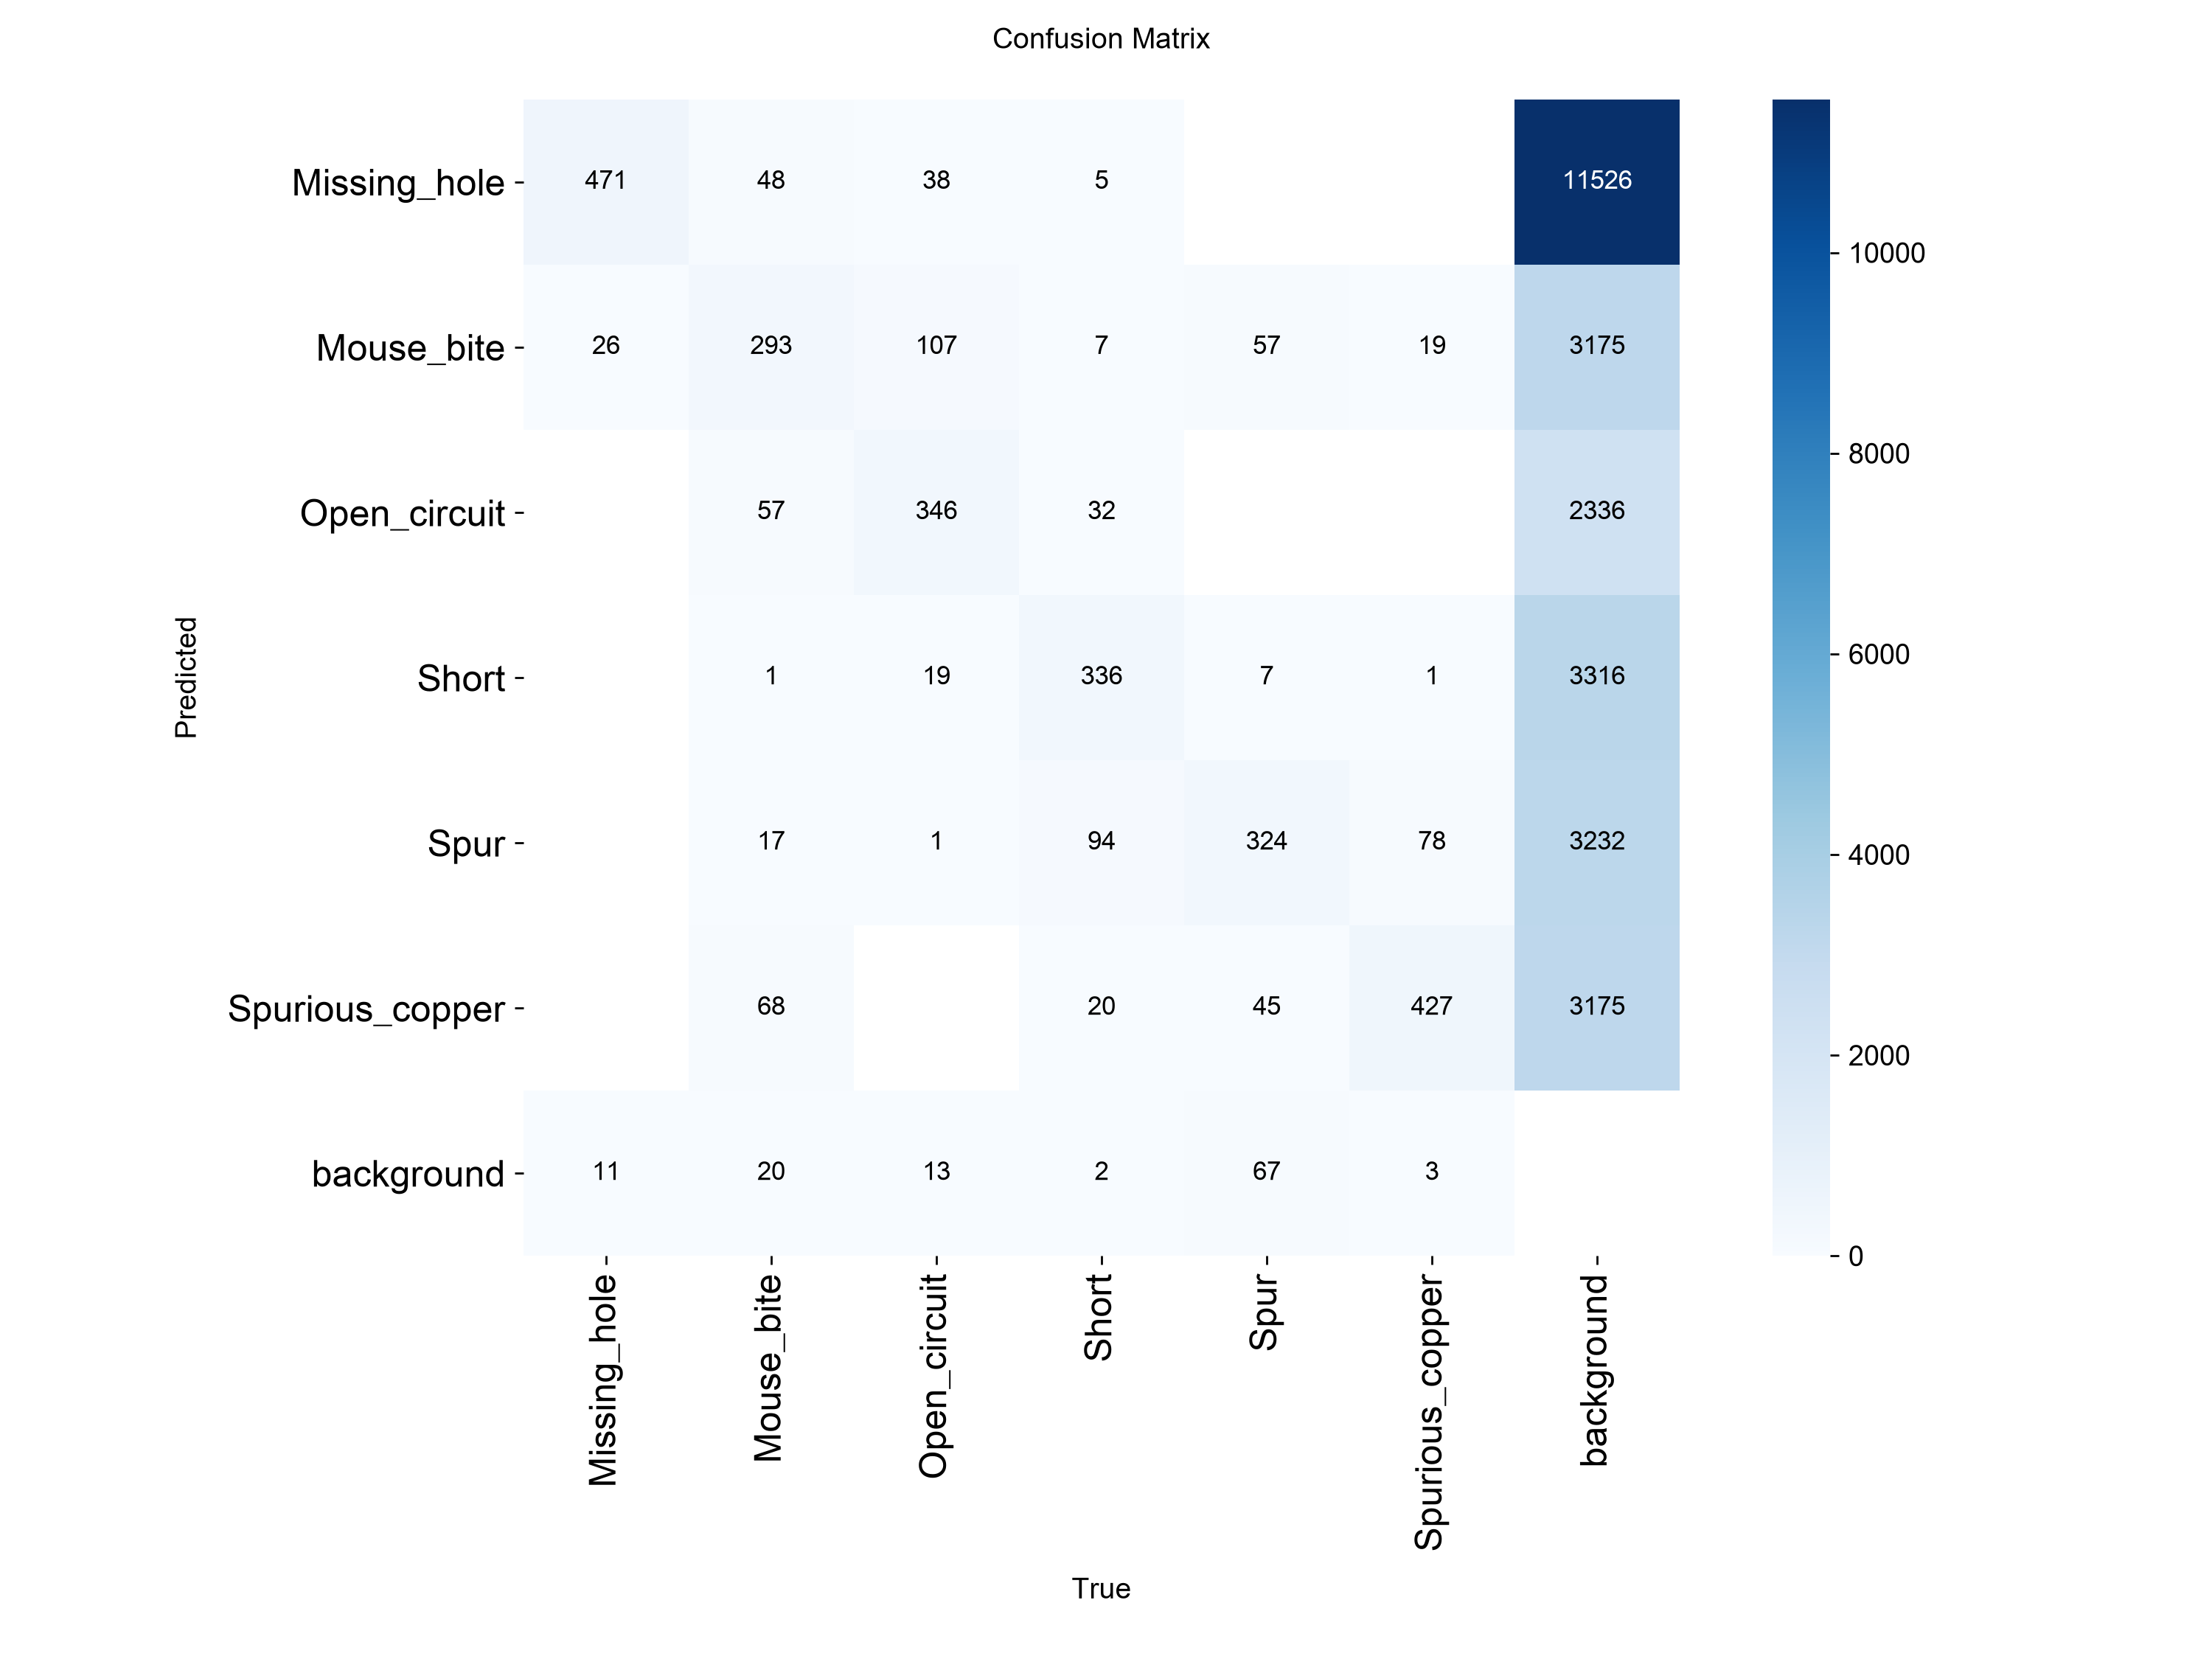 Confusion Matrix
Missing_hole 471 48 38 5 11526
Mouse_bite 26 293 107 7 57 19 3175
Open_circuit 57 346 32 2336
Short 1 19 336 7 1 3316
Spur 17 1 94 324 78 3232
Spurious_copper 68 20 45 427 3175
background 11 20 13 2 67 3
Predicted
Missing_hole
Mouse_bite
Open_circuit
Short
Spur
Spurious_copper
background
True
10000
8000
6000
4000
2000
0